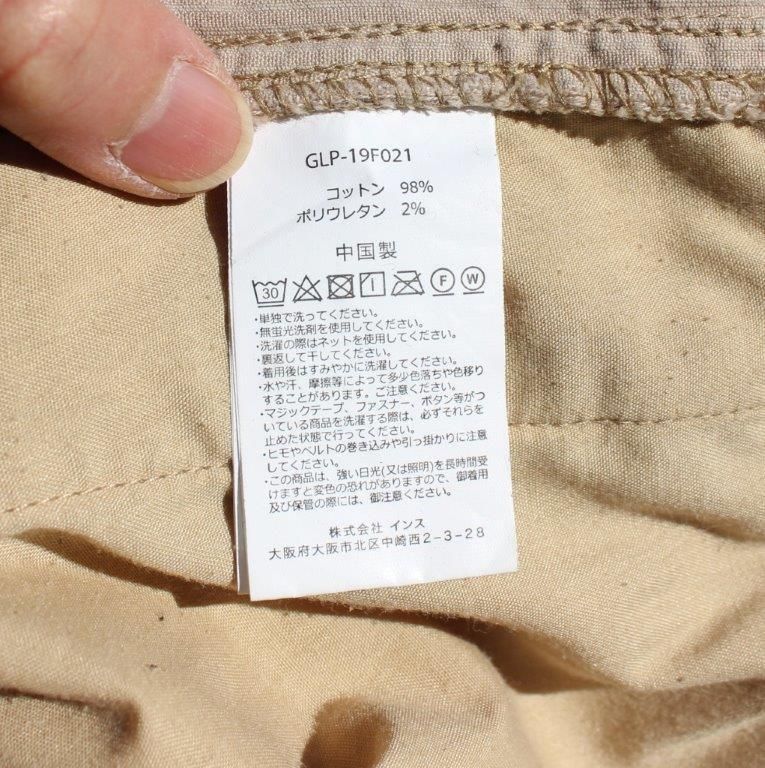 GLP-19F021
コットン 98%
ポリウレタン 2%
中国製
30 F W
・単独で洗ってください。
・無蛍光洗剤を使用してください。
・洗濯の際はネットを使用してください。
・裏返して干してください。
・着用後はすみやかに洗濯してください。
・水や汗、摩擦等によって多少色落ちや色移り
することがあります。ご注意ください。
・マジックテープ、ファスナー、ボタン等がつ
いている商品を洗濯する際は、必ずそれらを
止めた状態で行ってください。
・ヒモやベルトの巻き込みや引っ掛かりに注意
してください。
・この商品は、強い日光(又は照明)を長時間受
けますと変色の恐れがありますので、御着用
及び保管の際には、御注意ください。
株式会社 インス
大阪府大阪市北区中崎西2-3-28